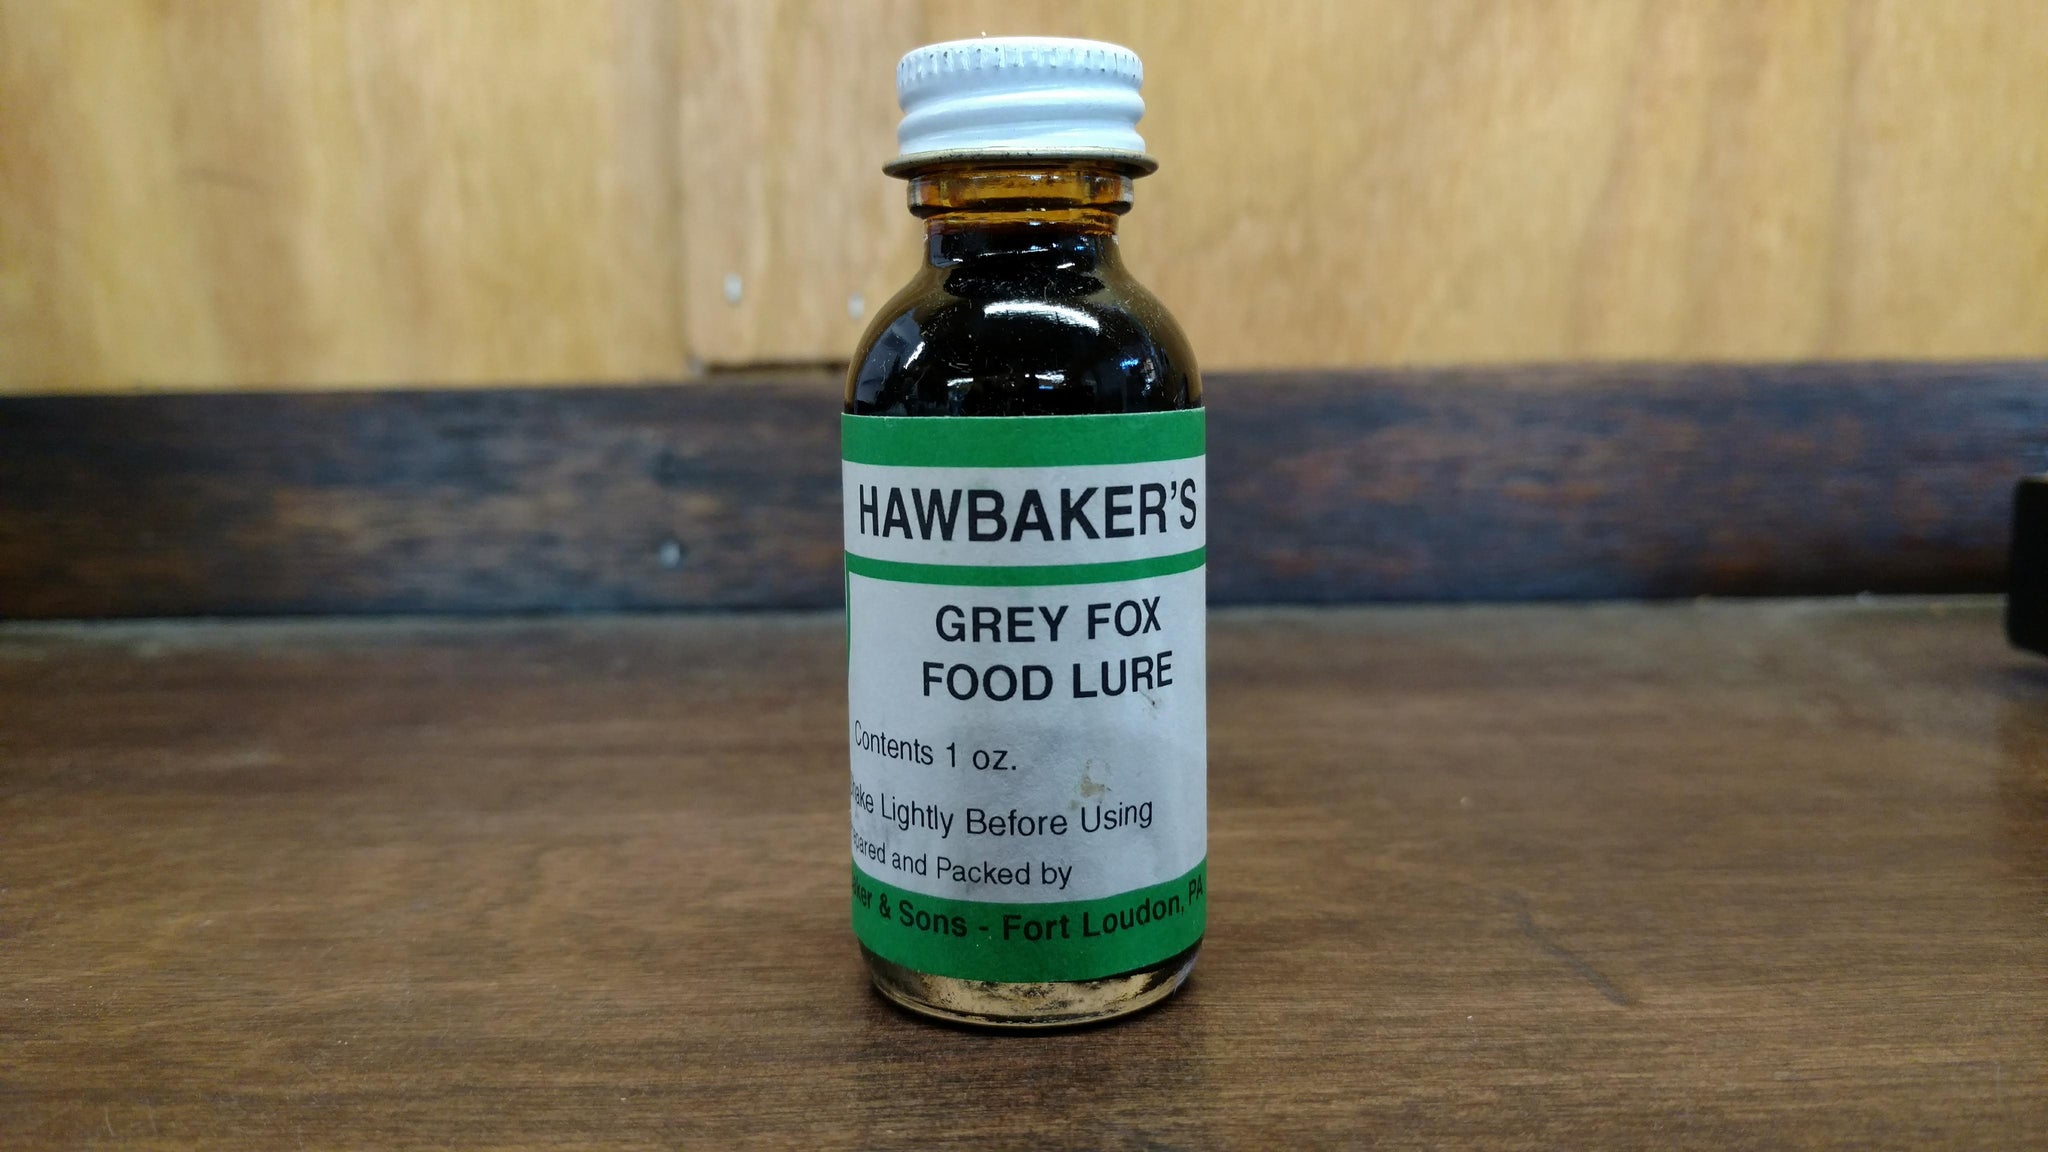 HAWBAKER'S
GREY FOX
FOOD LURE
Contents 1 oz.
Lightly Before Using
and Packed by
& Sons - Fort Loudon, PA